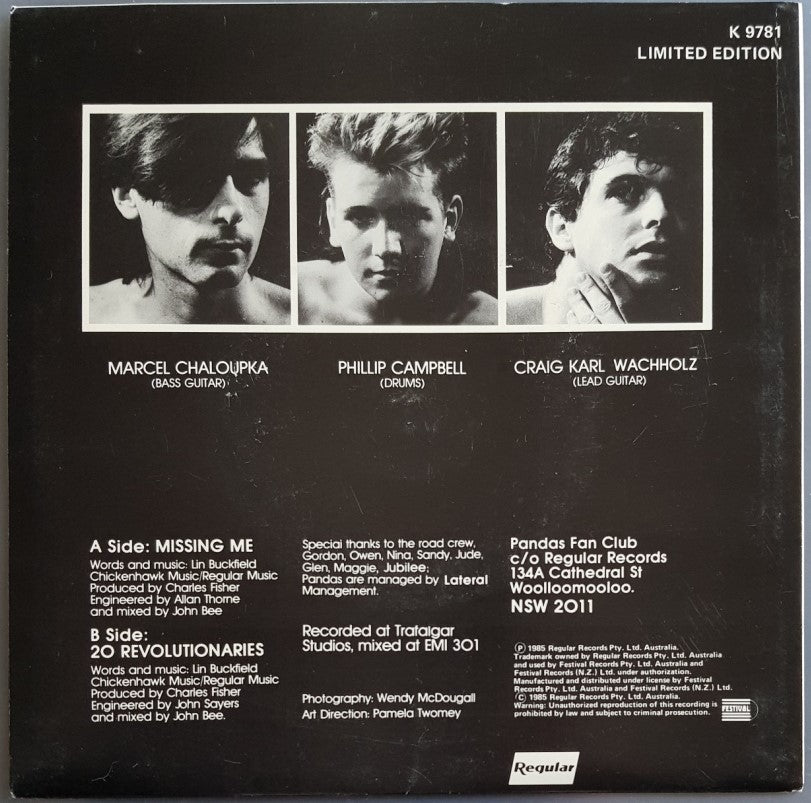 K 9781
LIMITED EDITION
MARCEL CHALOUPKA
(BASS GUITAR)
PHILLIP CAMPBELL
(DRUMS)
CRAIG KARL WACHHOLZ
(LEAD GUITAR)
A Side: MISSING ME
Words and music: Lin Buckfield
Chickenhawk Music/Regular Music
Produced by Charles Fisher
Engineered by Allan Thorne
and mixed by John Bee
B Side:
20 REVOLUTIONARIES
Words and music: Lin Buckfield
Chickenhawk Music/Regular Music
Produced by Charles Fisher
Engineered by John Sayers
and mixed by John Bee.
Special thanks to the road crew,
Gordon, Owen, Nina, Sandy, Jude,
Glen, Maggie, Jubilee;
Pandas are managed by Lateral
Management.
Recorded at Trafalgar
Studios, mixed at EMI 301
Photography: Wendy McDougall
Art Direction: Pamela Twomey
Pandas Fan Club
c/o Regular Records
134A Cathedral St
Woolloomooloo.
NSW 2011
Ⓟ 1985 Regular Records Pty. Ltd. Australia.
Trademark owned by Regular Records Pty. Ltd. Australia
and used by Festival Records Pty. Ltd. Australia and
Festival Records (N.Z.) Ltd. under authorization.
Manufactured and distributed under license by Festival
Records Pty. Ltd. Australia and Festival Records (N.Z.) Ltd.
© 1985 Regular Records Pty. Ltd. Australia.
Warning: Unauthorized reproduction of this recording is
prohibited by law and subject to criminal prosecution.
FESTIVAL
Regular